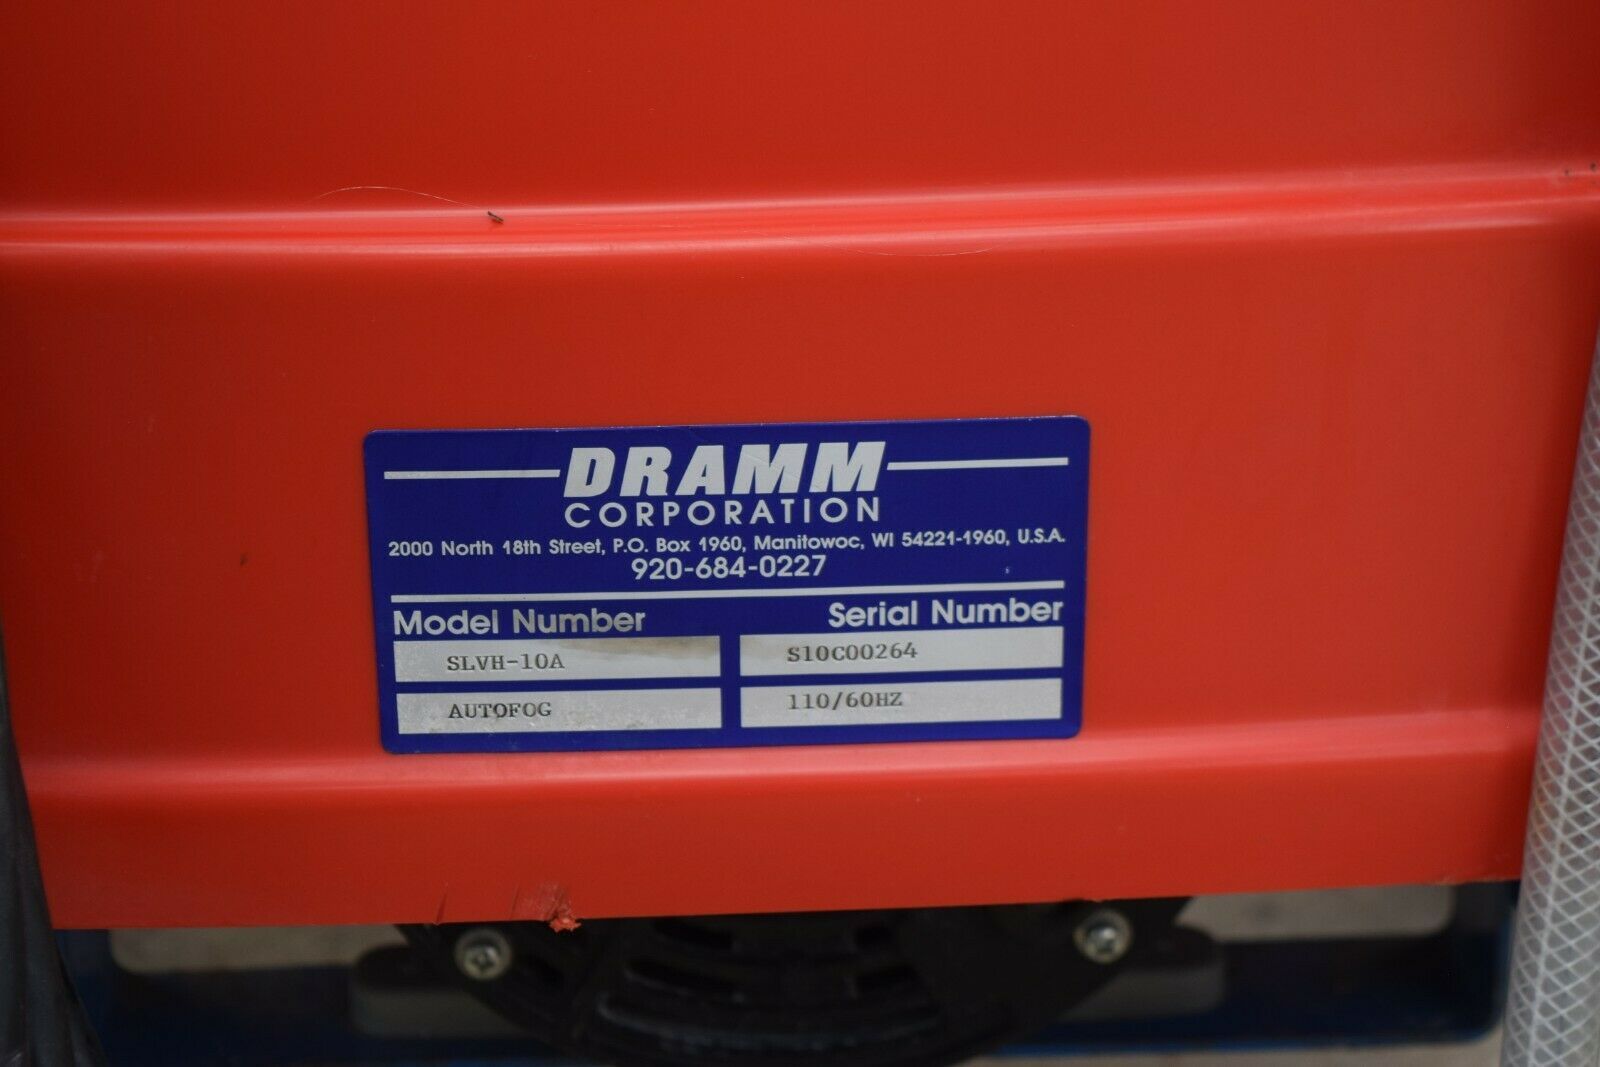 DRAMM
CORPORATION
2000 North 18th Street, P.O. Box 1960, Manitowoc, WI 54221-1960, U.S.A.
920-684-0227
Model Number Serial Number
SLVH-10A S10C00264
AUTOFOG 110/60HZ